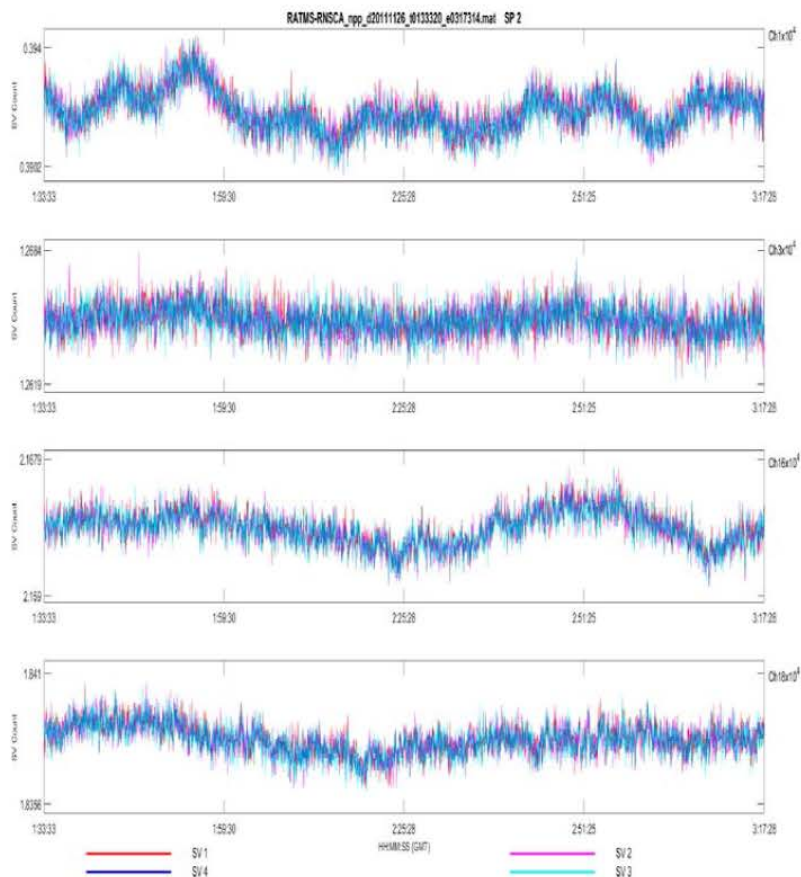 RATMS-RNSCA_npp_d20111126_t0133320_e0317314.mat SP 2
Ch1x10⁴
0.394
SV Count
0.3902
1:33:33 1:59:30 2:25:28 2:51:25 3:17:28
Ch3x10⁴
1.2684
SV Count
1.2619
1:33:33 1:59:30 2:25:28 2:51:25 3:17:28
Ch16x10⁴
2.1679
SV Count
2.159
1:33:33 1:59:30 2:25:28 2:51:25 3:17:28
Ch18x10⁴
1.841
SV Count
1.8356
1:33:33 1:59:30 2:25:28 2:51:25 3:17:28
HH:MM:SS (GMT)
SV 1 SV 2
SV 4 SV 3